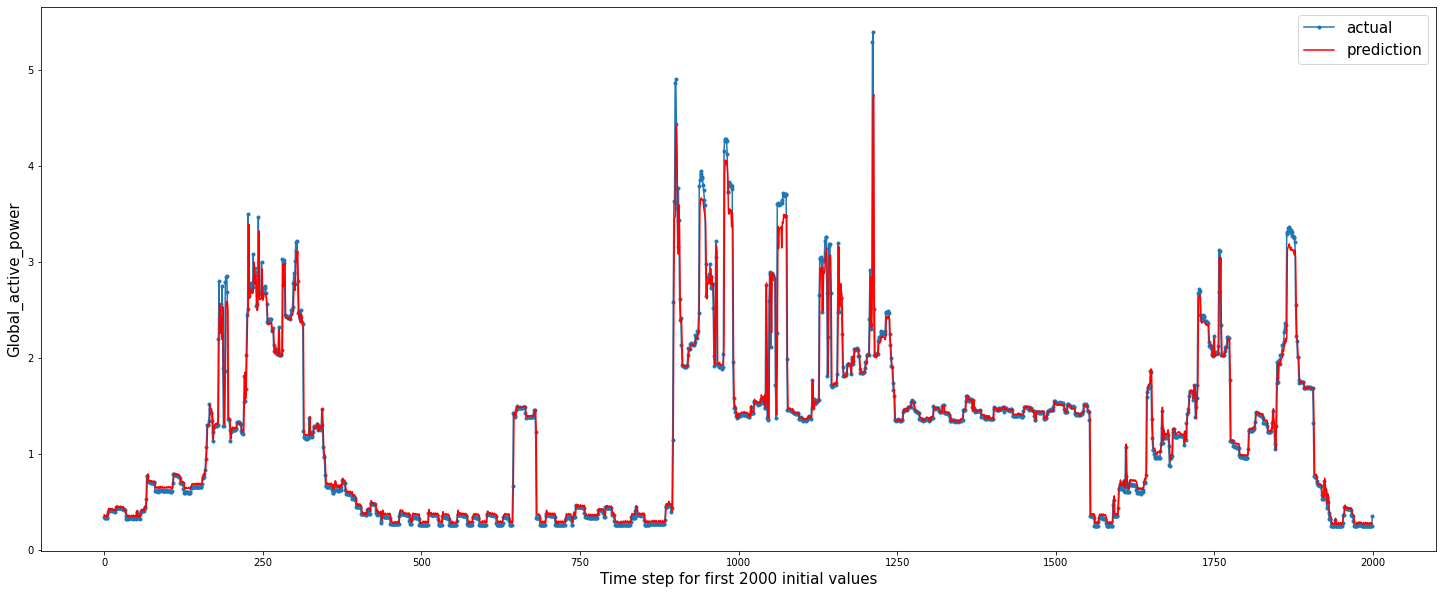 actual
prediction
Global_active_power
5
4
3
2
1
0
0 250 500 750 1000 1250 1500 1750 2000
Time step for first 2000 initial values